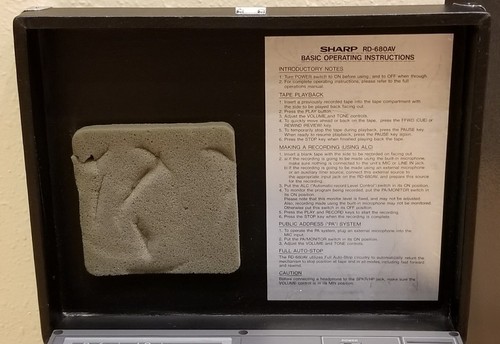 SHARP RD-680AV
BASIC OPERATING INSTRUCTIONS
INTRODUCTORY NOTES
1. Turn POWER switch to ON before using, and to OFF when through.
2. For complete operating instructions, please refer to the full
operations manual.
TAPE PLAYBACK
1. Insert a previously recorded tape into the tape compartment with
the side to be played back facing out.
2. Press the PLAY button.
3. Adjust the VOLUME and TONE controls.
4. To quickly move ahead or back on the tape, press the F.FWD (CUE) or
REWIND (REVIEW) key.
5. To temporarily stop the tape during playback, press the PAUSE key.
When ready to resume playback, press the PAUSE key again.
6. Press the STOP key when finished playing back the tape.
MAKING A RECORDING (USING ALC)
1. Insert a blank tape with the side to be recorded on facing out.
2. a) If the recording is going to be made using the built-in microphone,
make sure nothing is connected to the unit's MIC or LINE IN jack.
b) If the recording is going to be made using an external microphone
or an auxiliary line source, connect this external source to
the appropriate input jack on the RD-680AV, and prepare this source
for the recording.
3. Put the ALC (Automatic Level Control) switch in its ON position.
4. To monitor the program being recorded, put the PA/MONITOR switch in
its ON position.
Please note that this monitor level is fixed, and may not be adjusted.
Also, recording made using the built-in microphone may not be monitored.
Otherwise put this switch in its OFF position.
5. Press the PLAY and RECORD keys to start the recording.
6. Press the STOP key when the recording is complete.
PUBLIC ADDRESS "PA" SYSTEM
1. To operate the PA system, plug an external microphone into the
MIC input.
2. Put the PA/MONITOR switch in its ON position.
3. Adjust the VOLUME and TONE controls.
FULL AUTO-STOP
The RD-680AV utilizes Full Auto-Stop circuitry to automatically return the
mechanism to stop position at tape end in all modes including fast forward
and rewind.
CAUTION
Before connecting a headphone to the jack, make sure the
VOLUME control is in its MIN position.
POWER